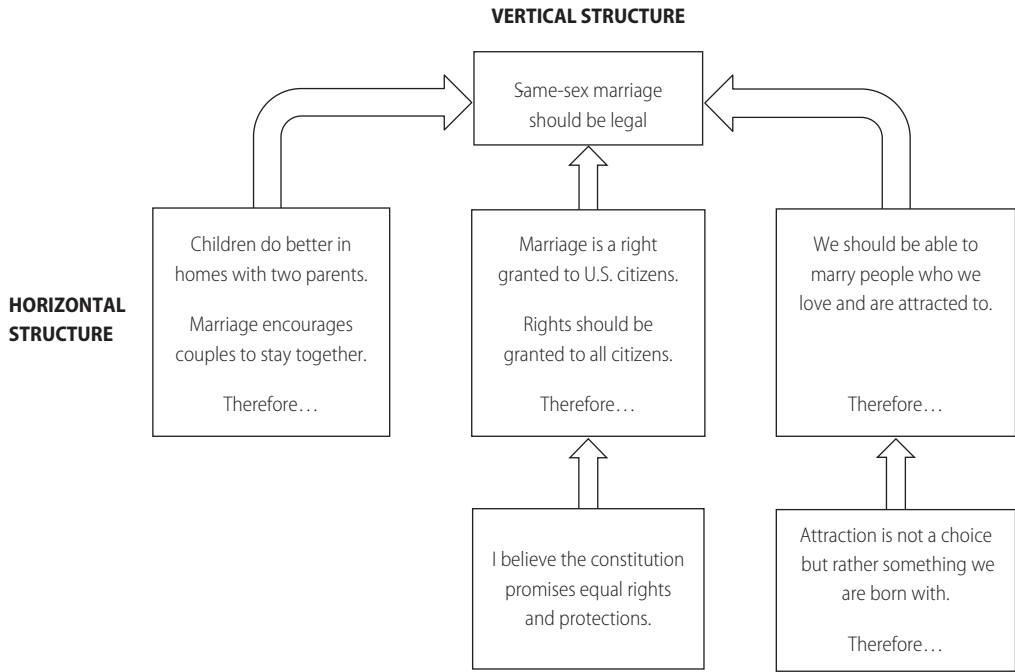 VERTICAL STRUCTURE
Same-sex marriage
should be legal
HORIZONTAL
STRUCTURE
Children do better in
homes with two parents.
Marriage encourages
couples to stay together.
Therefore…
Marriage is a right
granted to U.S. citizens.
Rights should be
granted to all citizens.
Therefore…
We should be able to
marry people who we
love and are attracted to.
Therefore…
I believe the constitution
promises equal rights
and protections.
Attraction is not a choice
but rather something we
are born with.
Therefore…